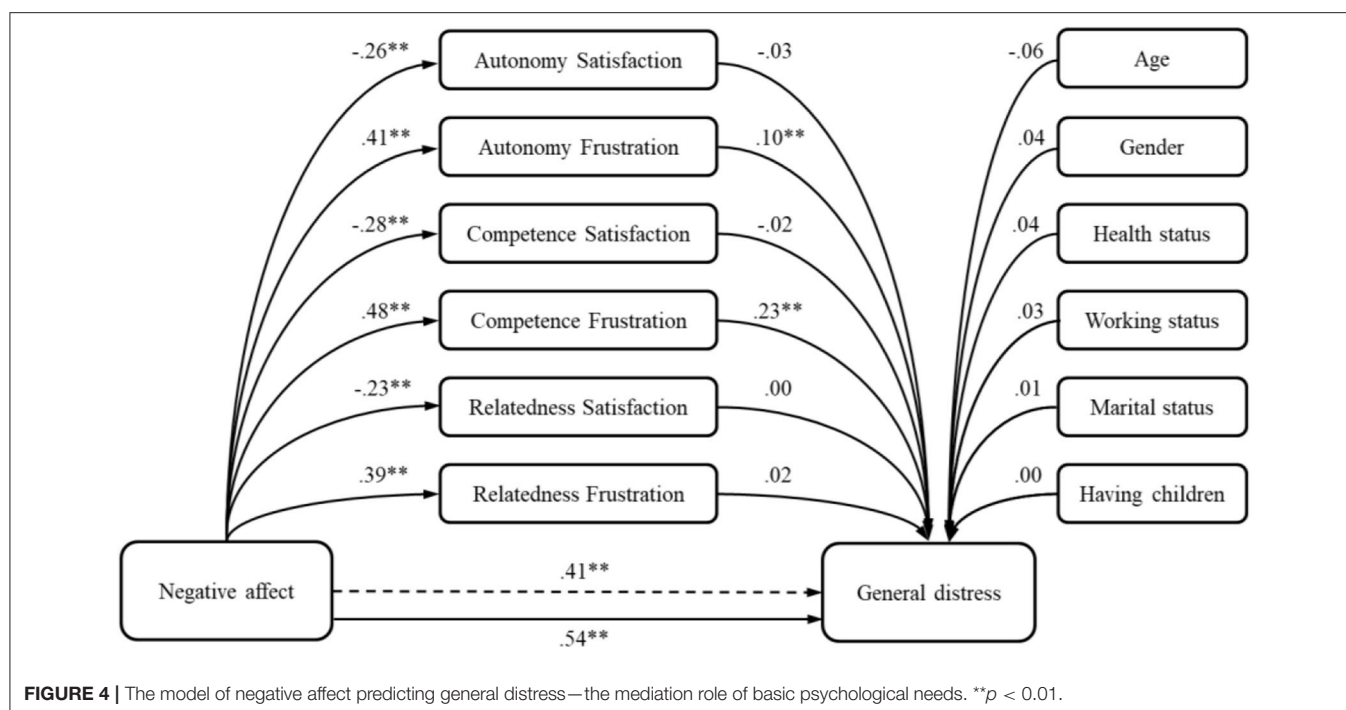 -.26** Autonomy Satisfaction -.03 -.06 Age
.41** Autonomy Frustration .10** .04 Gender
-.28** Competence Satisfaction -.02 .04 Health status
.48** Competence Frustration .23** .03 Working status
-.23** Relatedness Satisfaction .00 .01 Marital status
.39** Relatedness Frustration .02 .00 Having children
Negative affect .41** General distress
.54**
FIGURE 4 | The model of negative affect predicting general distress—the mediation role of basic psychological needs. **p < 0.01.